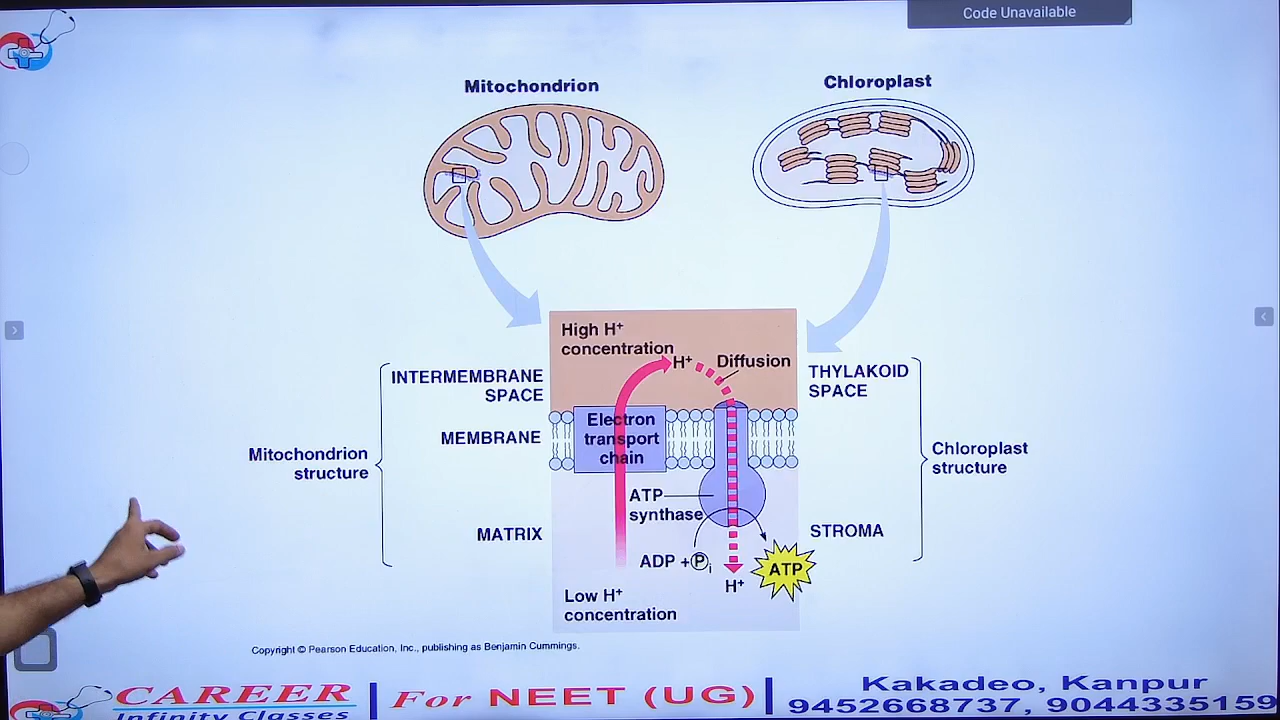 Code Unavailable
Mitochondrion
Chloroplast
High H⁺
concentration
H⁺
Diffusion
INTERMEMBRANE
SPACE
THYLAKOID
SPACE
Electron
transport
chain
MEMBRANE
Mitochondrion
structure
Chloroplast
structure
ATP
synthase
MATRIX
STROMA
ADP + Pᵢ
ATP
H⁺
Low H⁺
concentration
Copyright © Pearson Education, Inc., publishing as Benjamin Cummings.
CAREER
Infinity Classes
For NEET (UG)
Kakadeo, Kanpur
9452668737, 9044335159